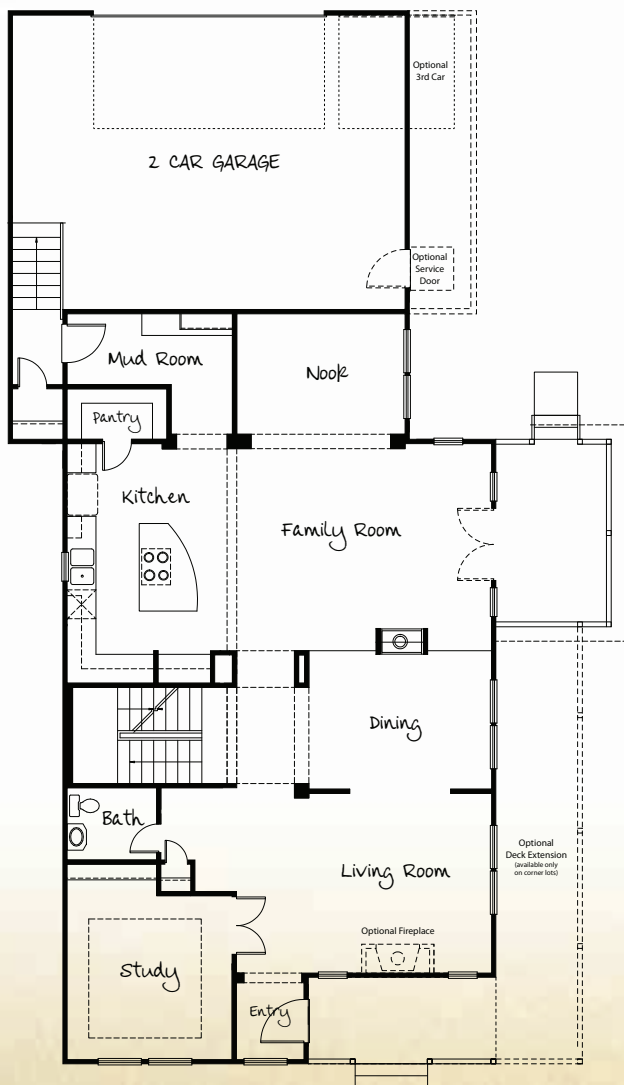 Optional
3rd Car
2 CAR GARAGE
Optional
Service
Door
Mud Room
Nook
Pantry
Kitchen
Family Room
Dining
Bath
Living Room
Optional
Deck Extension
(available only
on corner lots)
Optional Fireplace
Study
Entry